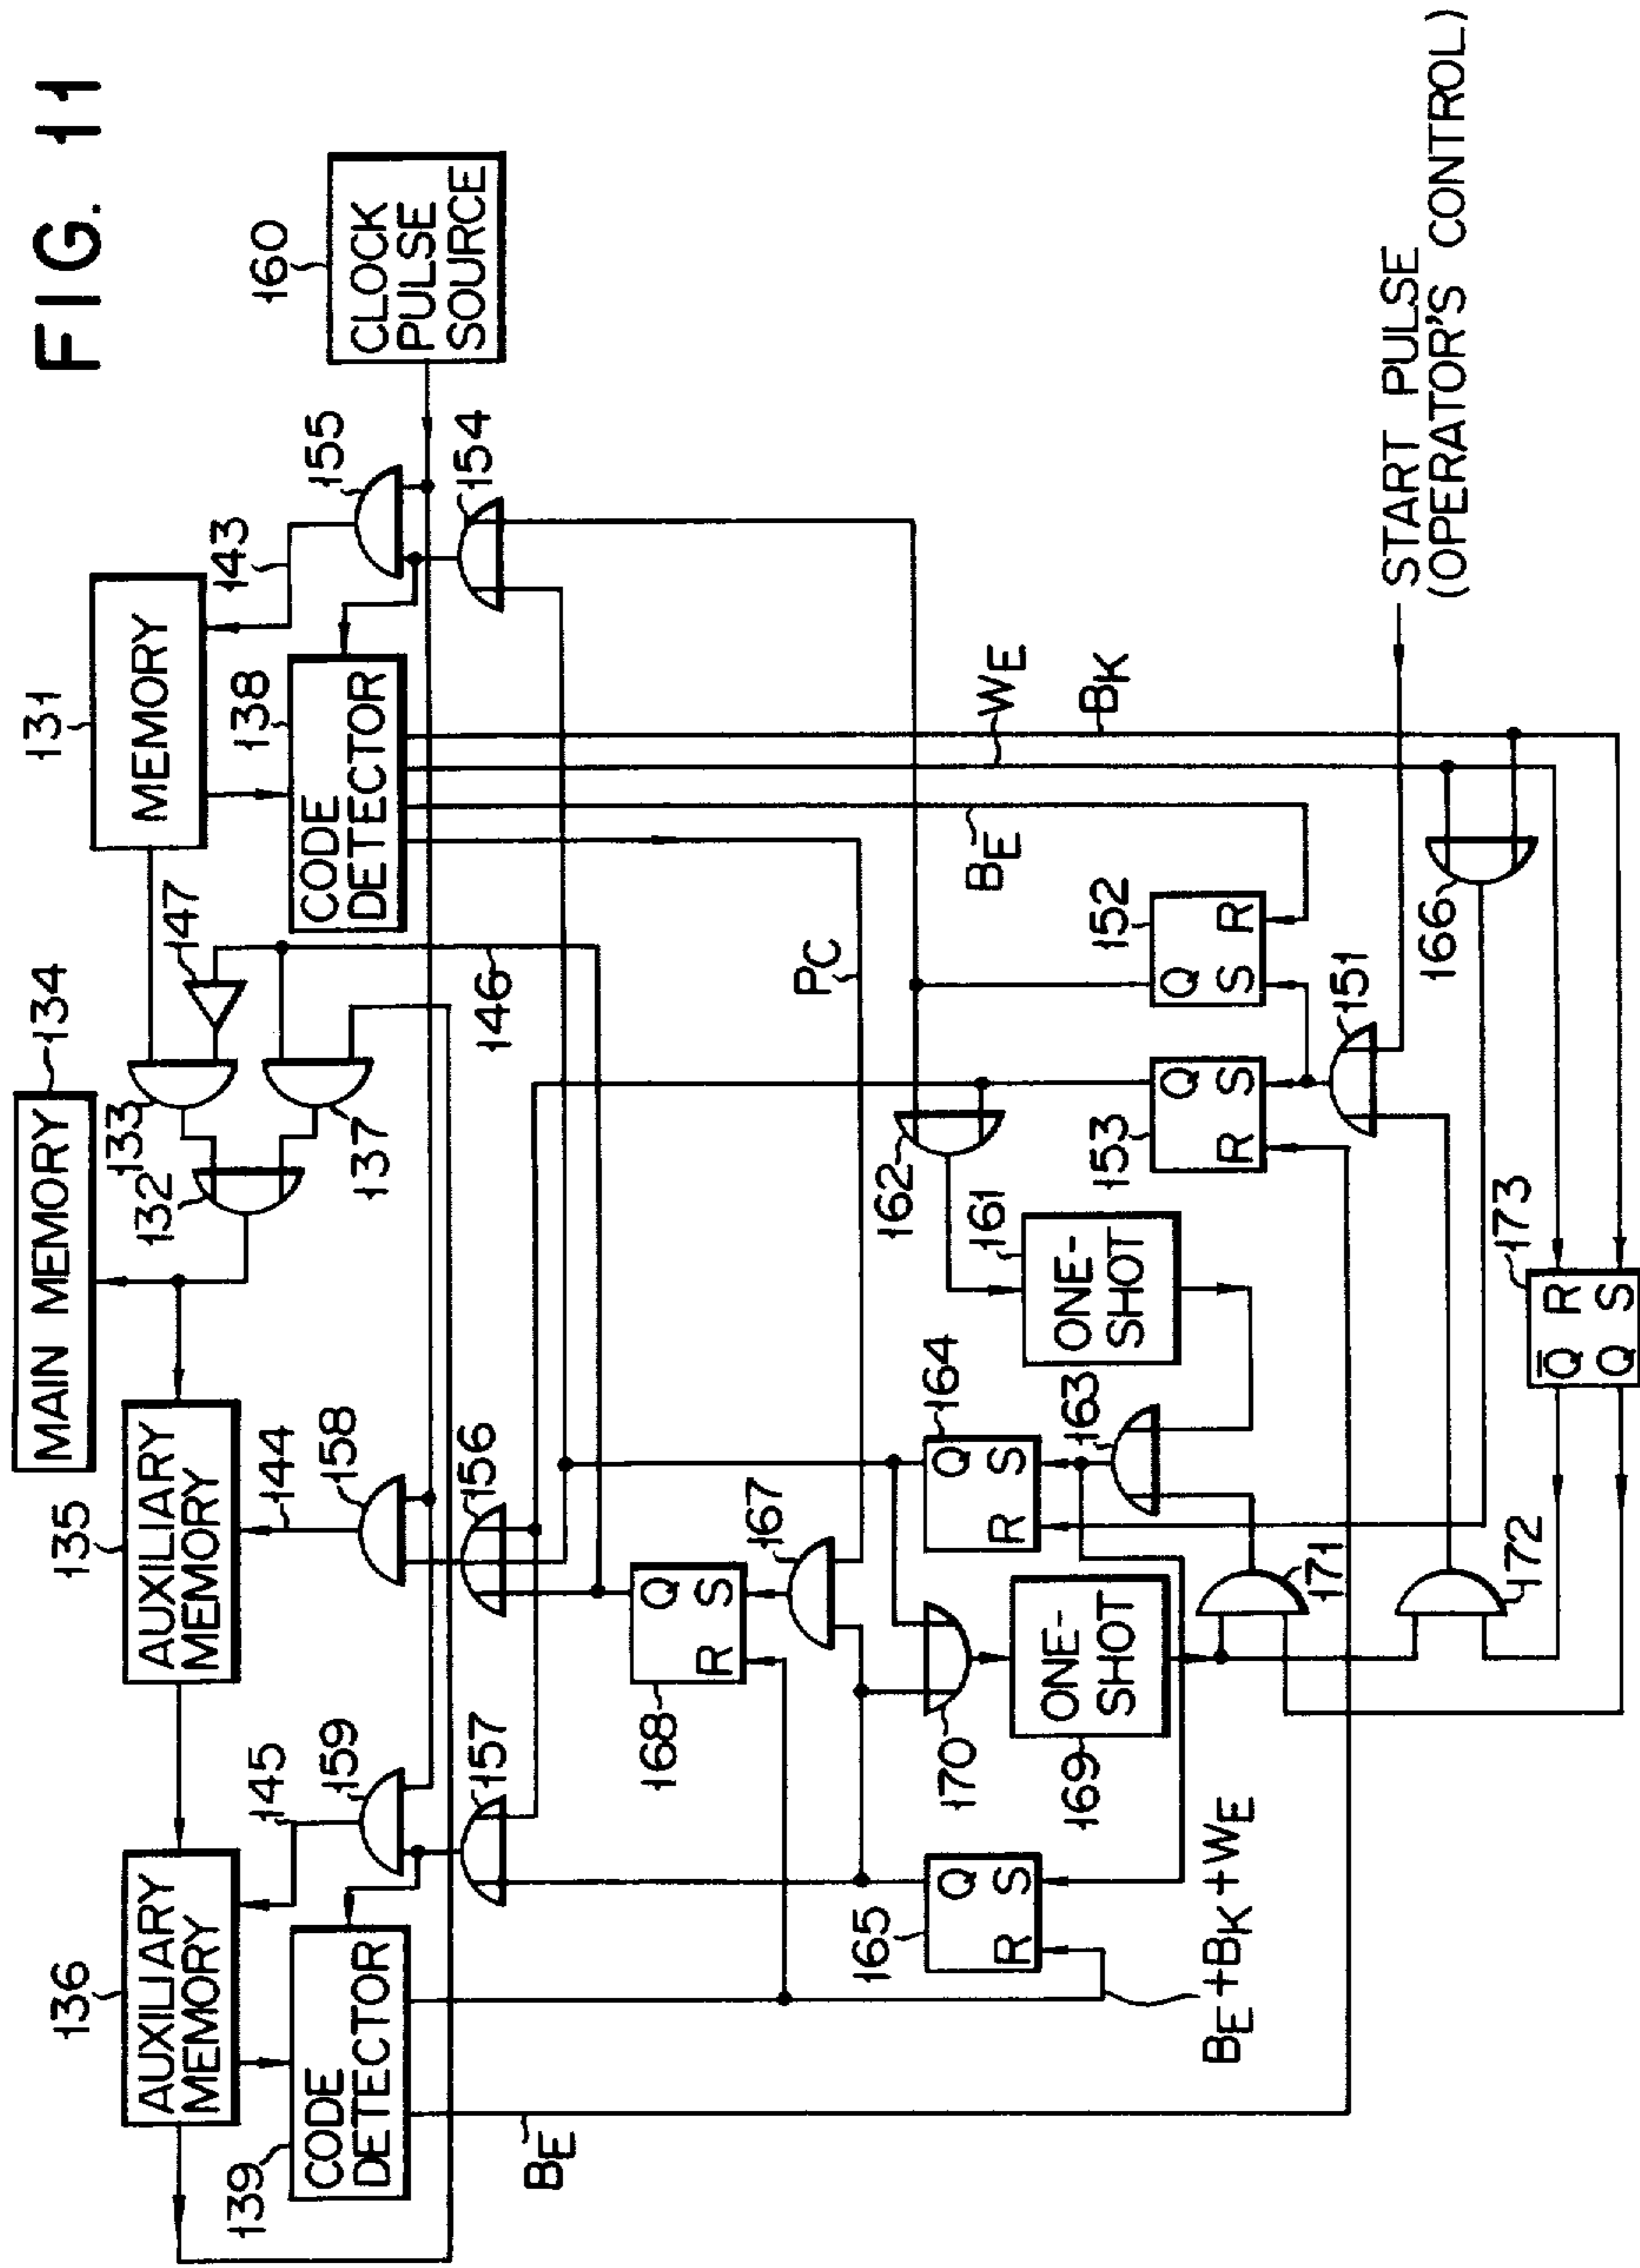 FIG. 11
MAIN MEMORY
134
131
MEMORY
143
155
160
CLOCK
PULSE
SOURCE
154
138
CODE
DETECTOR
147
133
132
137
146
135
AUXILIARY
MEMORY
144
158
156
136
AUXILIARY
MEMORY
145
159
157
139
CODE
DETECTOR
BE
PC
BE
WE
BK
168
Q
R S
167
162
152
Q
S R
153
Q
R S
151
START PULSE
(OPERATOR'S CONTROL)
161
ONE-
SHOT
164
Q
R S
163
165
Q
R S
170
ONE-
SHOT
169
171
172
166
173
Q̅ R
Q S
BE+BK+WE